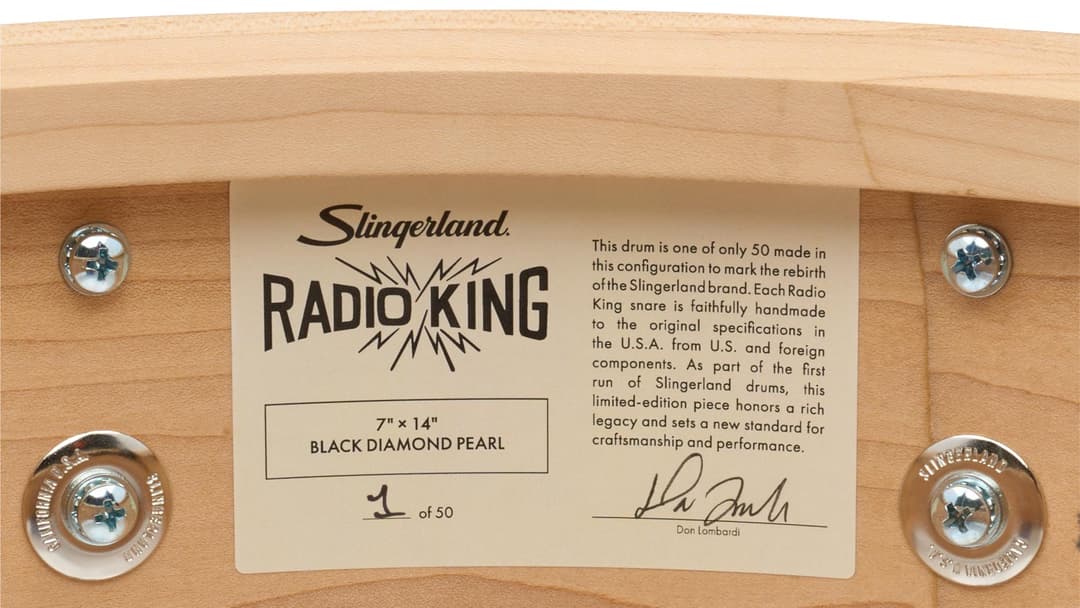 Slingerland.
RADIO KING
7" × 14"
BLACK DIAMOND PEARL
1 of 50
This drum is one of only 50 made in
this configuration to mark the rebirth
of the Slingerland brand. Each Radio
King snare is faithfully handmade
to the original specifications in
the U.S.A. from U.S. and foreign
components. As part of the first
run of Slingerland drums, this
limited-edition piece honors a rich
legacy and sets a new standard for
craftsmanship and performance.
Don Lombardi
CALIFORNIA U.S.A.
SLINGERLAND
SLINGERLAND
CALIFORNIA U.S.A.